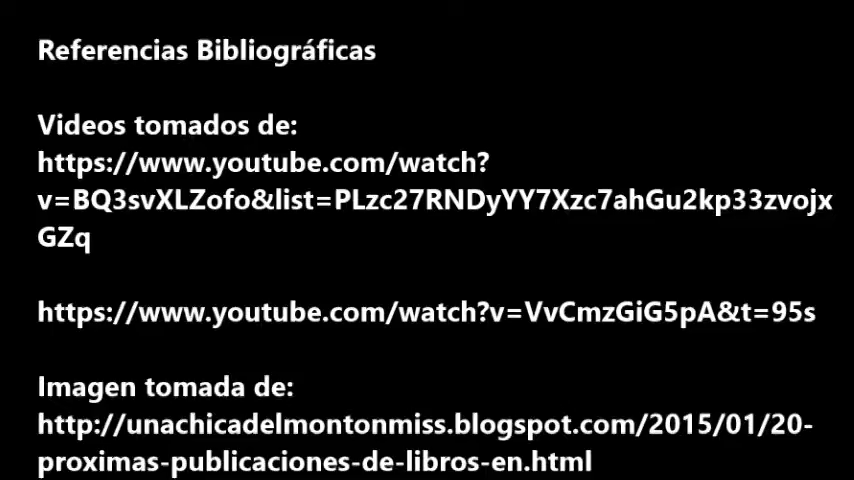 Referencias Bibliográficas
Videos tomados de:
https://www.youtube.com/watch?
v=BQ3svXLZofo&list=PLzc27RNDyYY7Xzc7ahGu2kp33zvojx
GZq
https://www.youtube.com/watch?v=VvCmzGiG5pA&t=95s
Imagen tomada de:
http://unachicadelmontonmiss.blogspot.com/2015/01/20-
proximas-publicaciones-de-libros-en.html